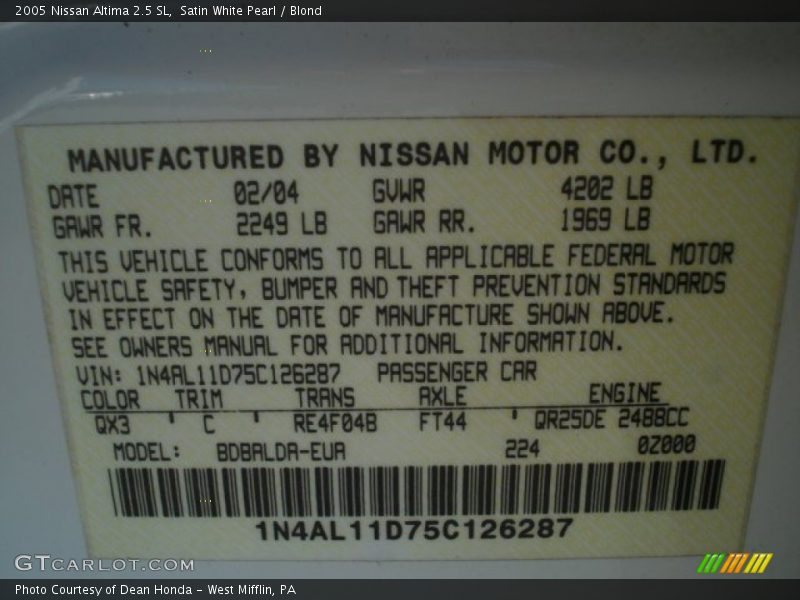 2005 Nissan Altima 2.5 SL, Satin White Pearl / Blond
MANUFACTURED BY NISSAN MOTOR CO., LTD.
DATE 02/04 GVWR 4202 LB
GAWR FR. 2249 LB GAWR RR. 1969 LB
THIS VEHICLE CONFORMS TO ALL APPLICABLE FEDERAL MOTOR
VEHICLE SAFETY, BUMPER AND THEFT PREVENTION STANDARDS
IN EFFECT ON THE DATE OF MANUFACTURE SHOWN ABOVE.
SEE OWNERS MANUAL FOR ADDITIONAL INFORMATION.
VIN: 1N4AL11D75C126287 PASSENGER CAR
COLOR TRIM TRANS AXLE ENGINE
QX3 ' C ' RE4F04B FT44 ' QR25DE 2488CC
MODEL: BDBALDA-EUA 224 0Z000
1N4AL11D75C126287
GTCARLOT.COM
Photo Courtesy of Dean Honda - West Mifflin, PA